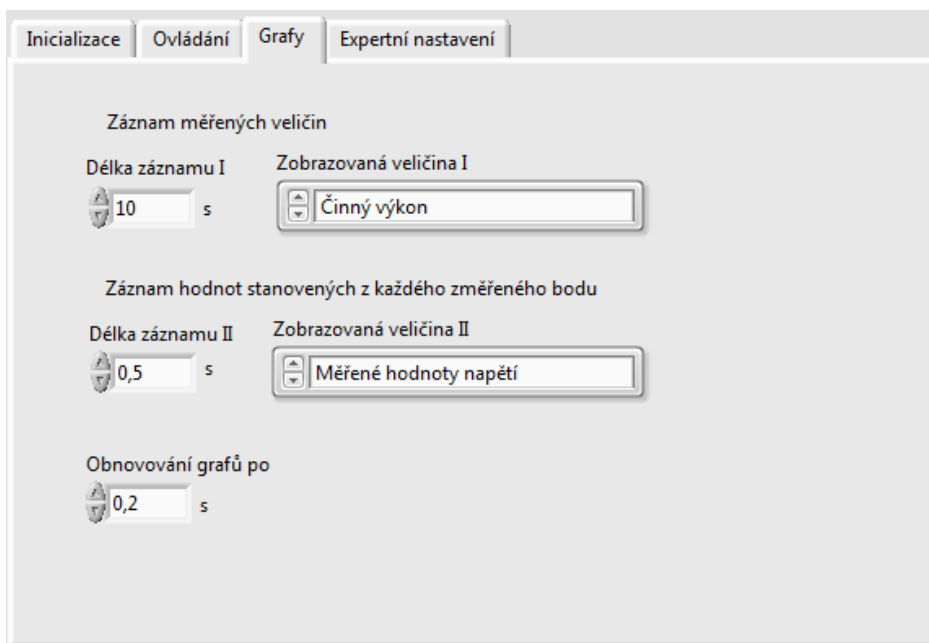 Inicializace Ovládání Grafy Expertní nastavení
Záznam měřených veličin
Délka záznamu I Zobrazovaná veličina I
10 s Činný výkon
Záznam hodnot stanovených z každého změřeného bodu
Délka záznamu II Zobrazovaná veličina II
0,5 s Měřené hodnoty napětí
Obnovování grafů po
0,2 s